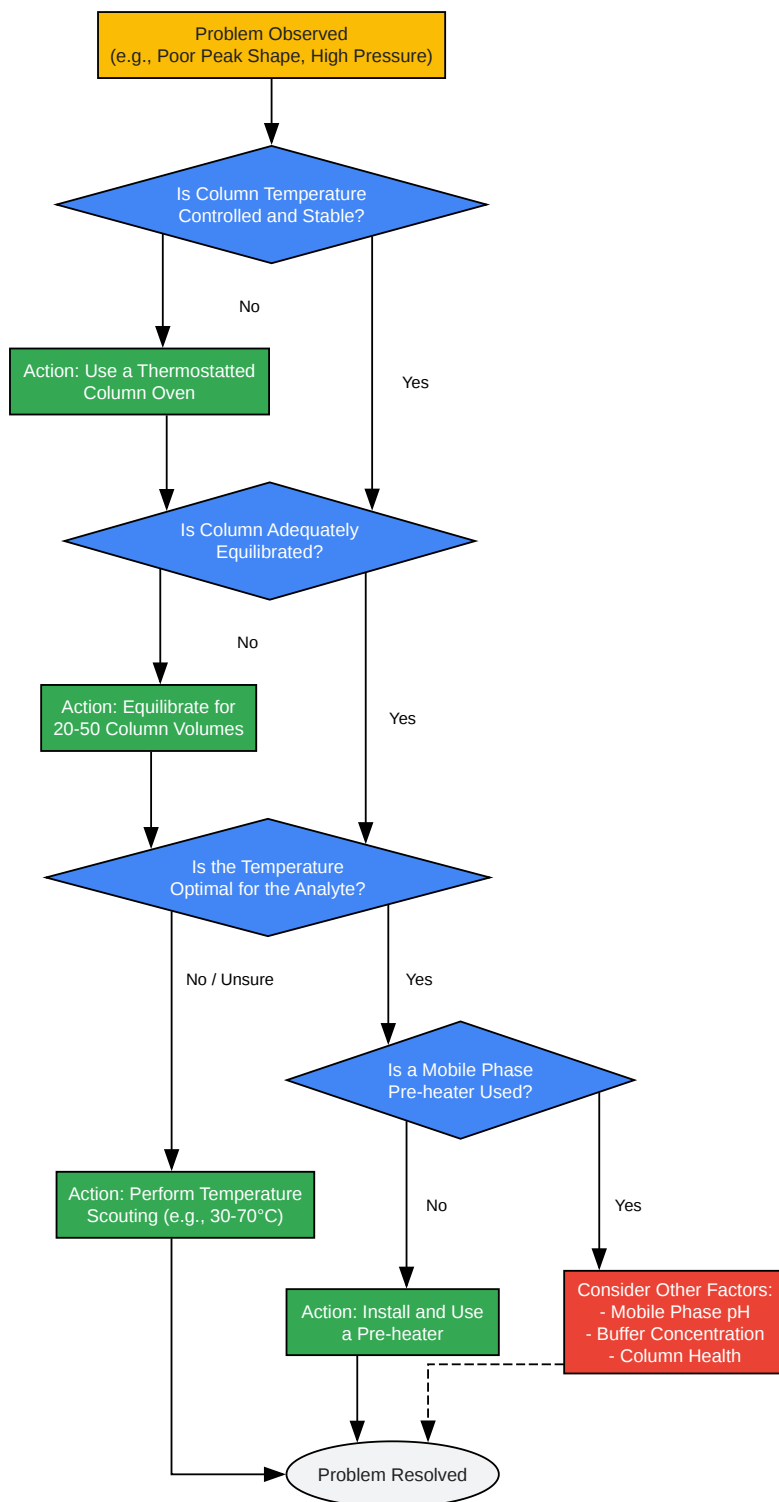 Problem Observed
(e.g., Poor Peak Shape, High Pressure)
Is Column Temperature
Controlled and Stable?
No
Action: Use a Thermostatted
Column Oven
Yes
Is Column Adequately
Equilibrated?
No
Action: Equilibrate for
20-50 Column Volumes
Yes
Is the Temperature
Optimal for the Analyte?
No / Unsure
Yes
Is a Mobile Phase
Pre-heater Used?
Action: Perform Temperature
Scouting (e.g., 30-70°C)
No
Yes
Action: Install and Use
a Pre-heater
Consider Other Factors:
- Mobile Phase pH
- Buffer Concentration
- Column Health
Problem Resolved